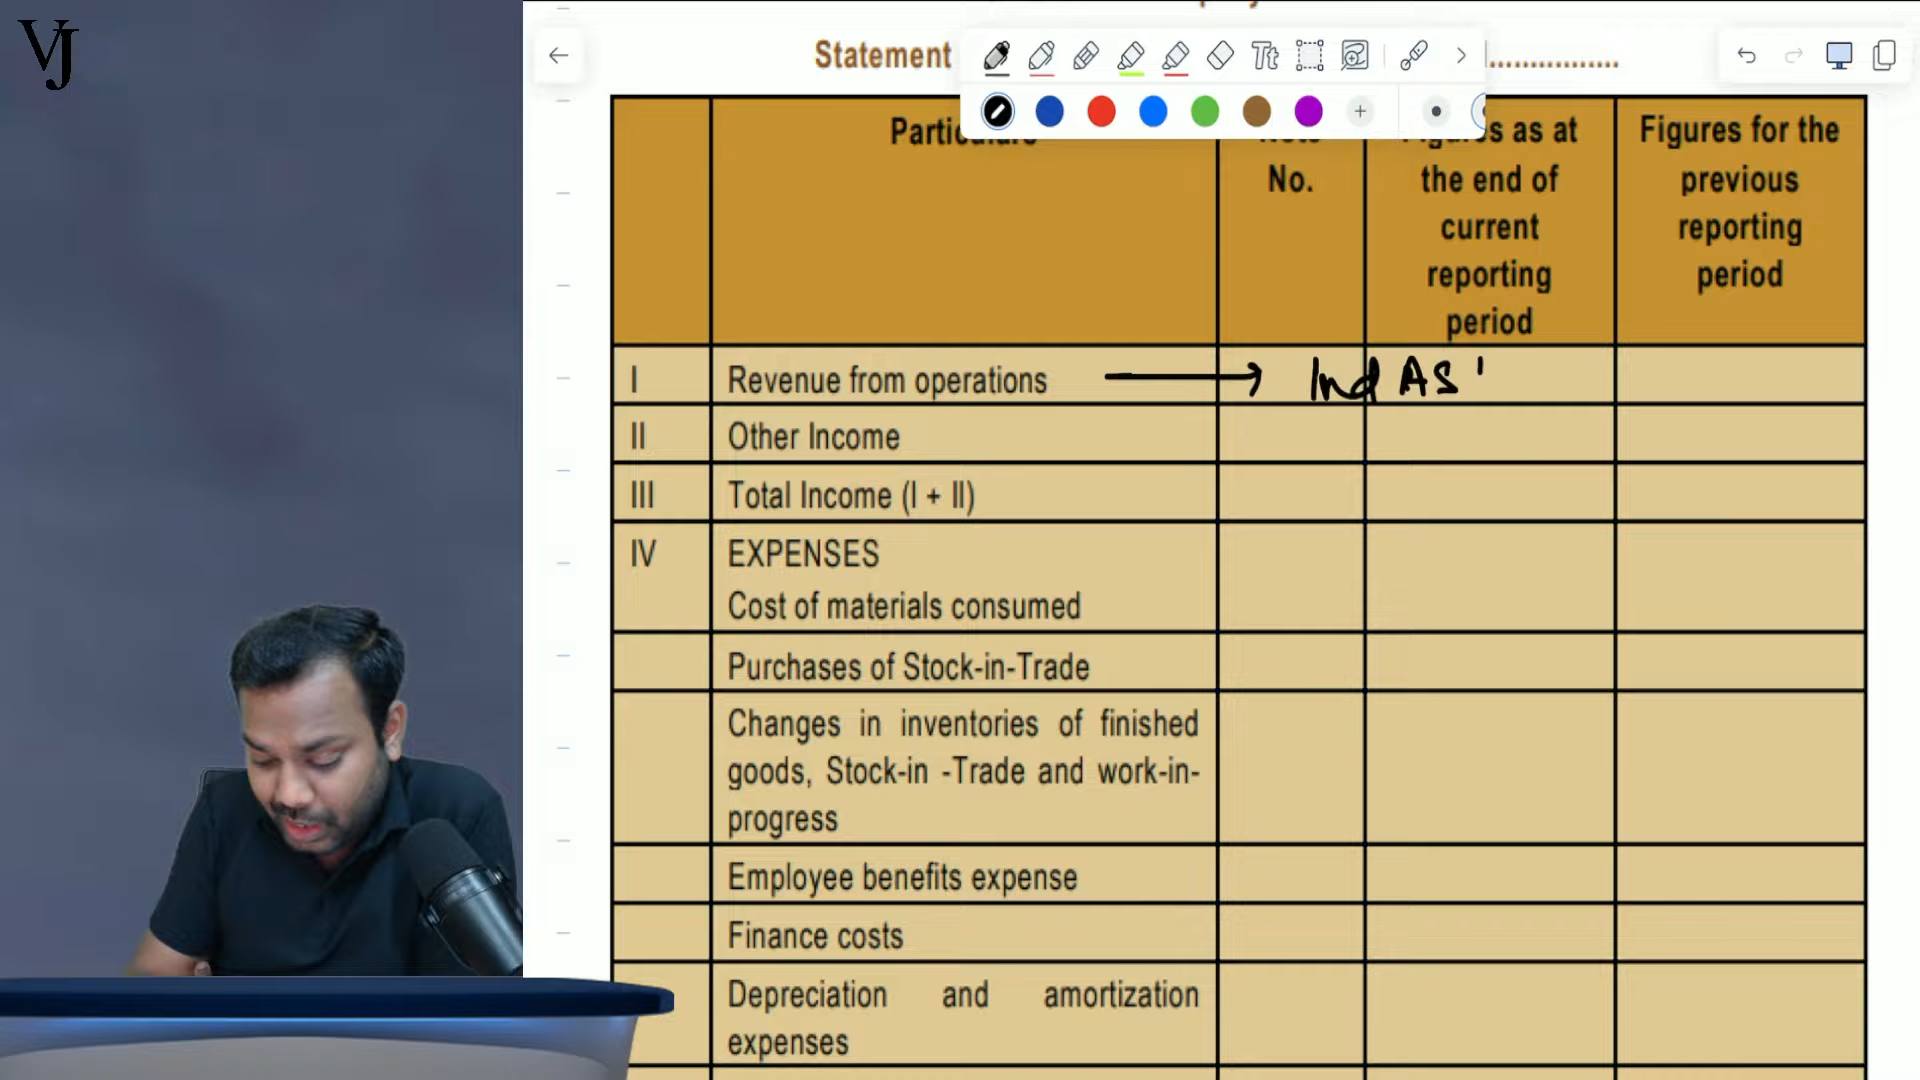 VJ
Statement ...............
No.
Figures as at
the end of
current
reporting
period
Figures for the
previous
reporting
period
I Revenue from operations → Ind AS '
II Other Income
III Total Income (I + II)
IV EXPENSES
Cost of materials consumed
Purchases of Stock-in-Trade
Changes in inventories of finished
goods, Stock-in -Trade and work-in-
progress
Employee benefits expense
Finance costs
Depreciation and amortization
expenses
Tt